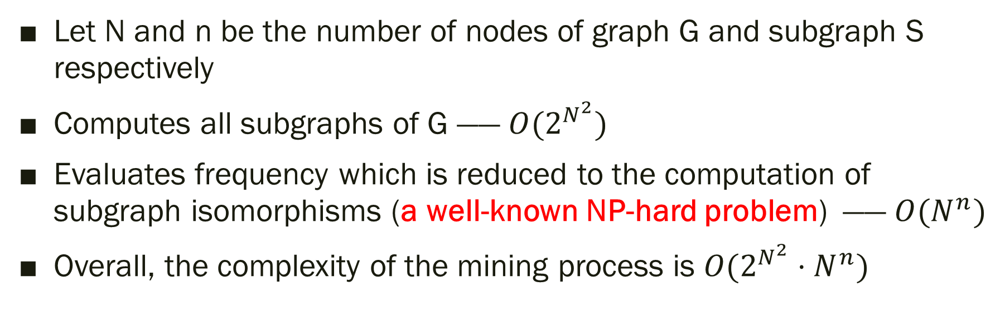 ■ Let N and n be the number of nodes of graph G and subgraph S
respectively
■ Computes all subgraphs of G —— $O(2^{N^2})$
■ Evaluates frequency which is reduced to the computation of
subgraph isomorphisms (a well-known NP-hard problem) —— $O(N^n)$
■ Overall, the complexity of the mining process is $O(2^{N^2} \cdot N^n)$